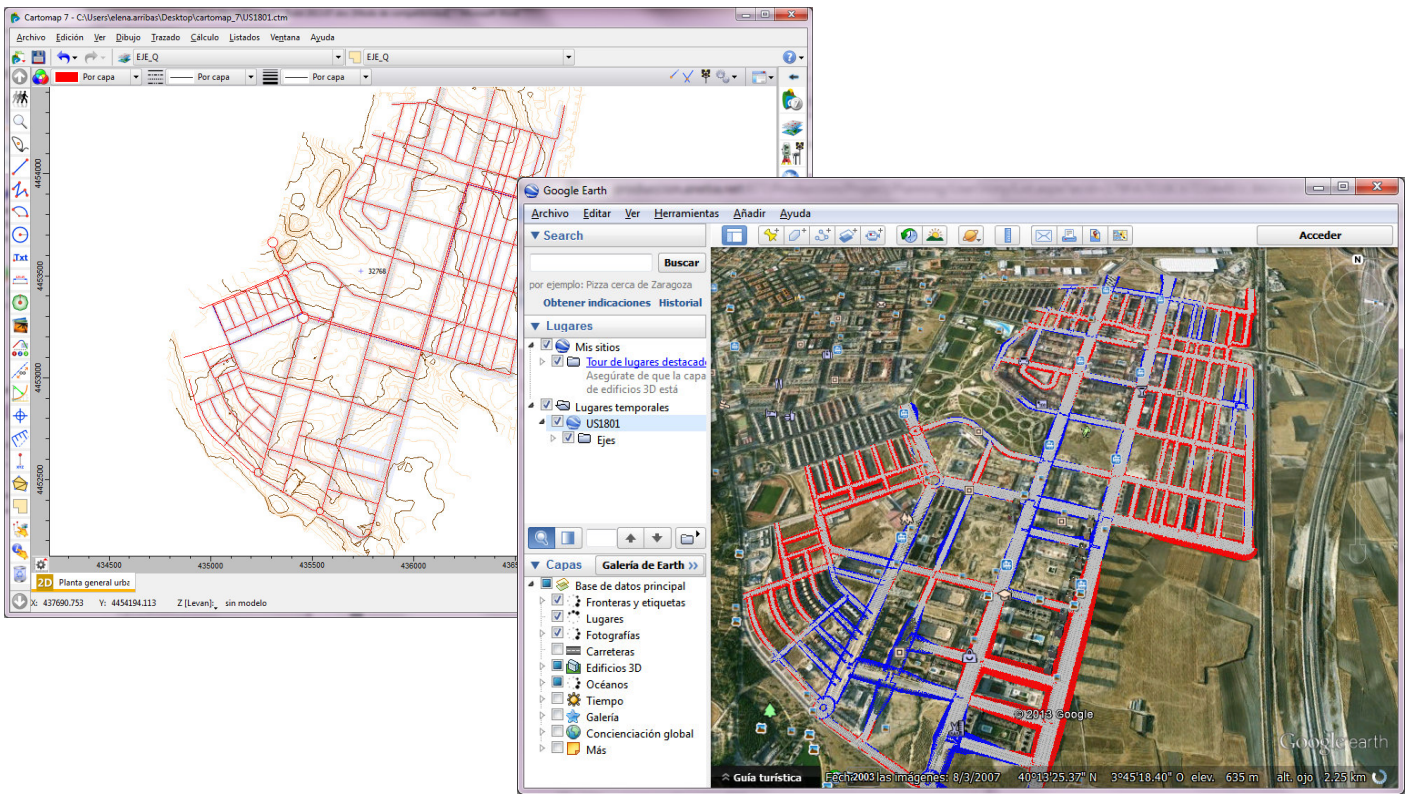 Cartomap 7 - C:\Users\elena.arribas\Desktop\cartomap_7\US1801.ctm
Archivo Edición Ver Dibujo Trazado Cálculo Listados Ventana Ayuda
EJE_Q EJE_Q
Por capa Por capa Por capa
.Txt
4454000
4453500
4453000
4452500
32768
434500 435000 435500 436000
2D Planta general urba
X: 437690.753 Y: 4454194.113 Z [Levan]: sin modelo
Google Earth
Archivo Editar Ver Herramientas Añadir Ayuda
Search
Acceder
Buscar
por ejemplo: Pizza cerca de Zaragoza
Obtener indicaciones Historial
Lugares
Mis sitios
Tour de lugares destacad
Asegúrate de que la capa
de edificios 3D está
Lugares temporales
US1801
Ejes
Capas Galería de Earth >>
Base de datos principal
Fronteras y etiquetas
Lugares
Fotografías
Carreteras
Edificios 3D
Océanos
Tiempo
Galería
Concienciación global
Más
N
© 2013 Google
Google earth
Guía turística
2003 las imágenes: 8/3/2007 40°13'25.37" N 3°45'18.40" O elev. 635 m alt. ojo 2.25 km